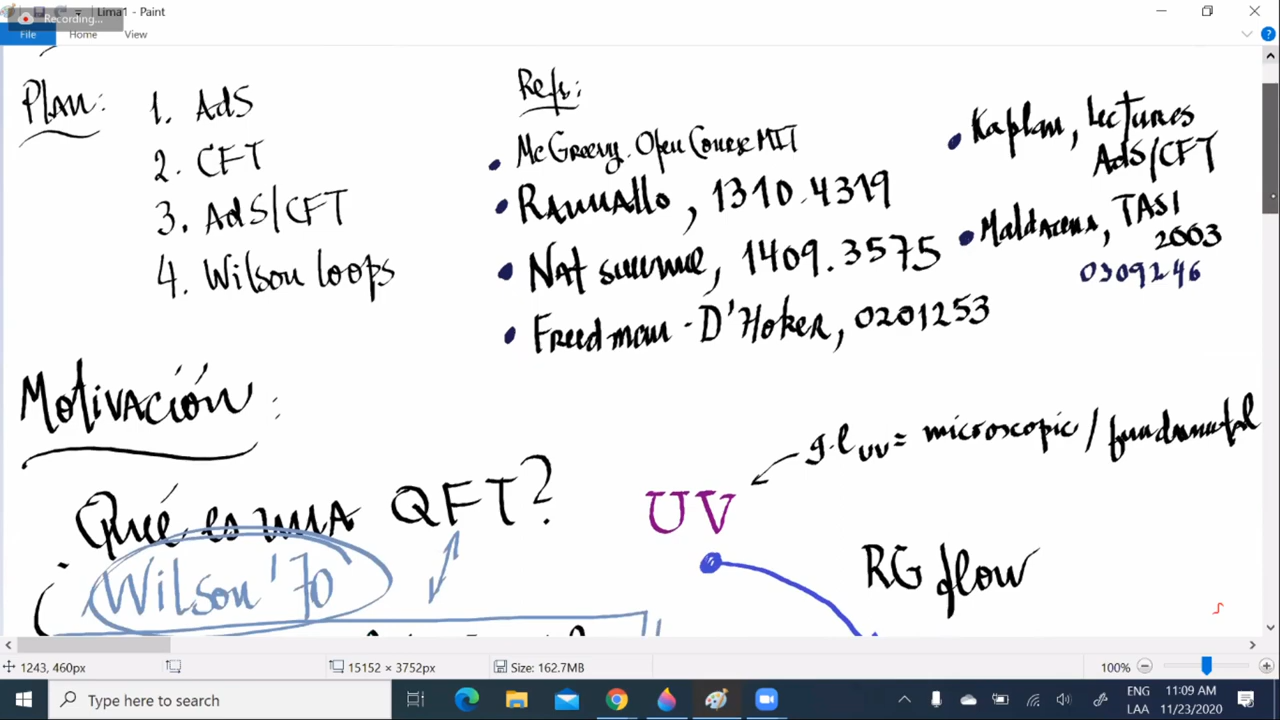 Recording...
Lima1 - Paint
File Home View
Plan:
1. AdS
2. CFT
3. AdS/CFT
4. Wilson loops
Refs:
• McGreevy. Open Course MIT
• Ramallo, 1310.4319
• Nat 1409.3575
• Freedman - D'Hoker, 0201253
• Kaplan, Lectures
AdS/CFT
• Maldacena, TASI
2003
0309246
Motivación:
Qué es una QFT?
Wilson '70
UV
g.l UV = microscopic / fundamental
RG flow
1243, 460px
15152 × 3752px
Size: 162.7MB
100%
Type here to search
ENG
LAA
11:09 AM
11/23/2020